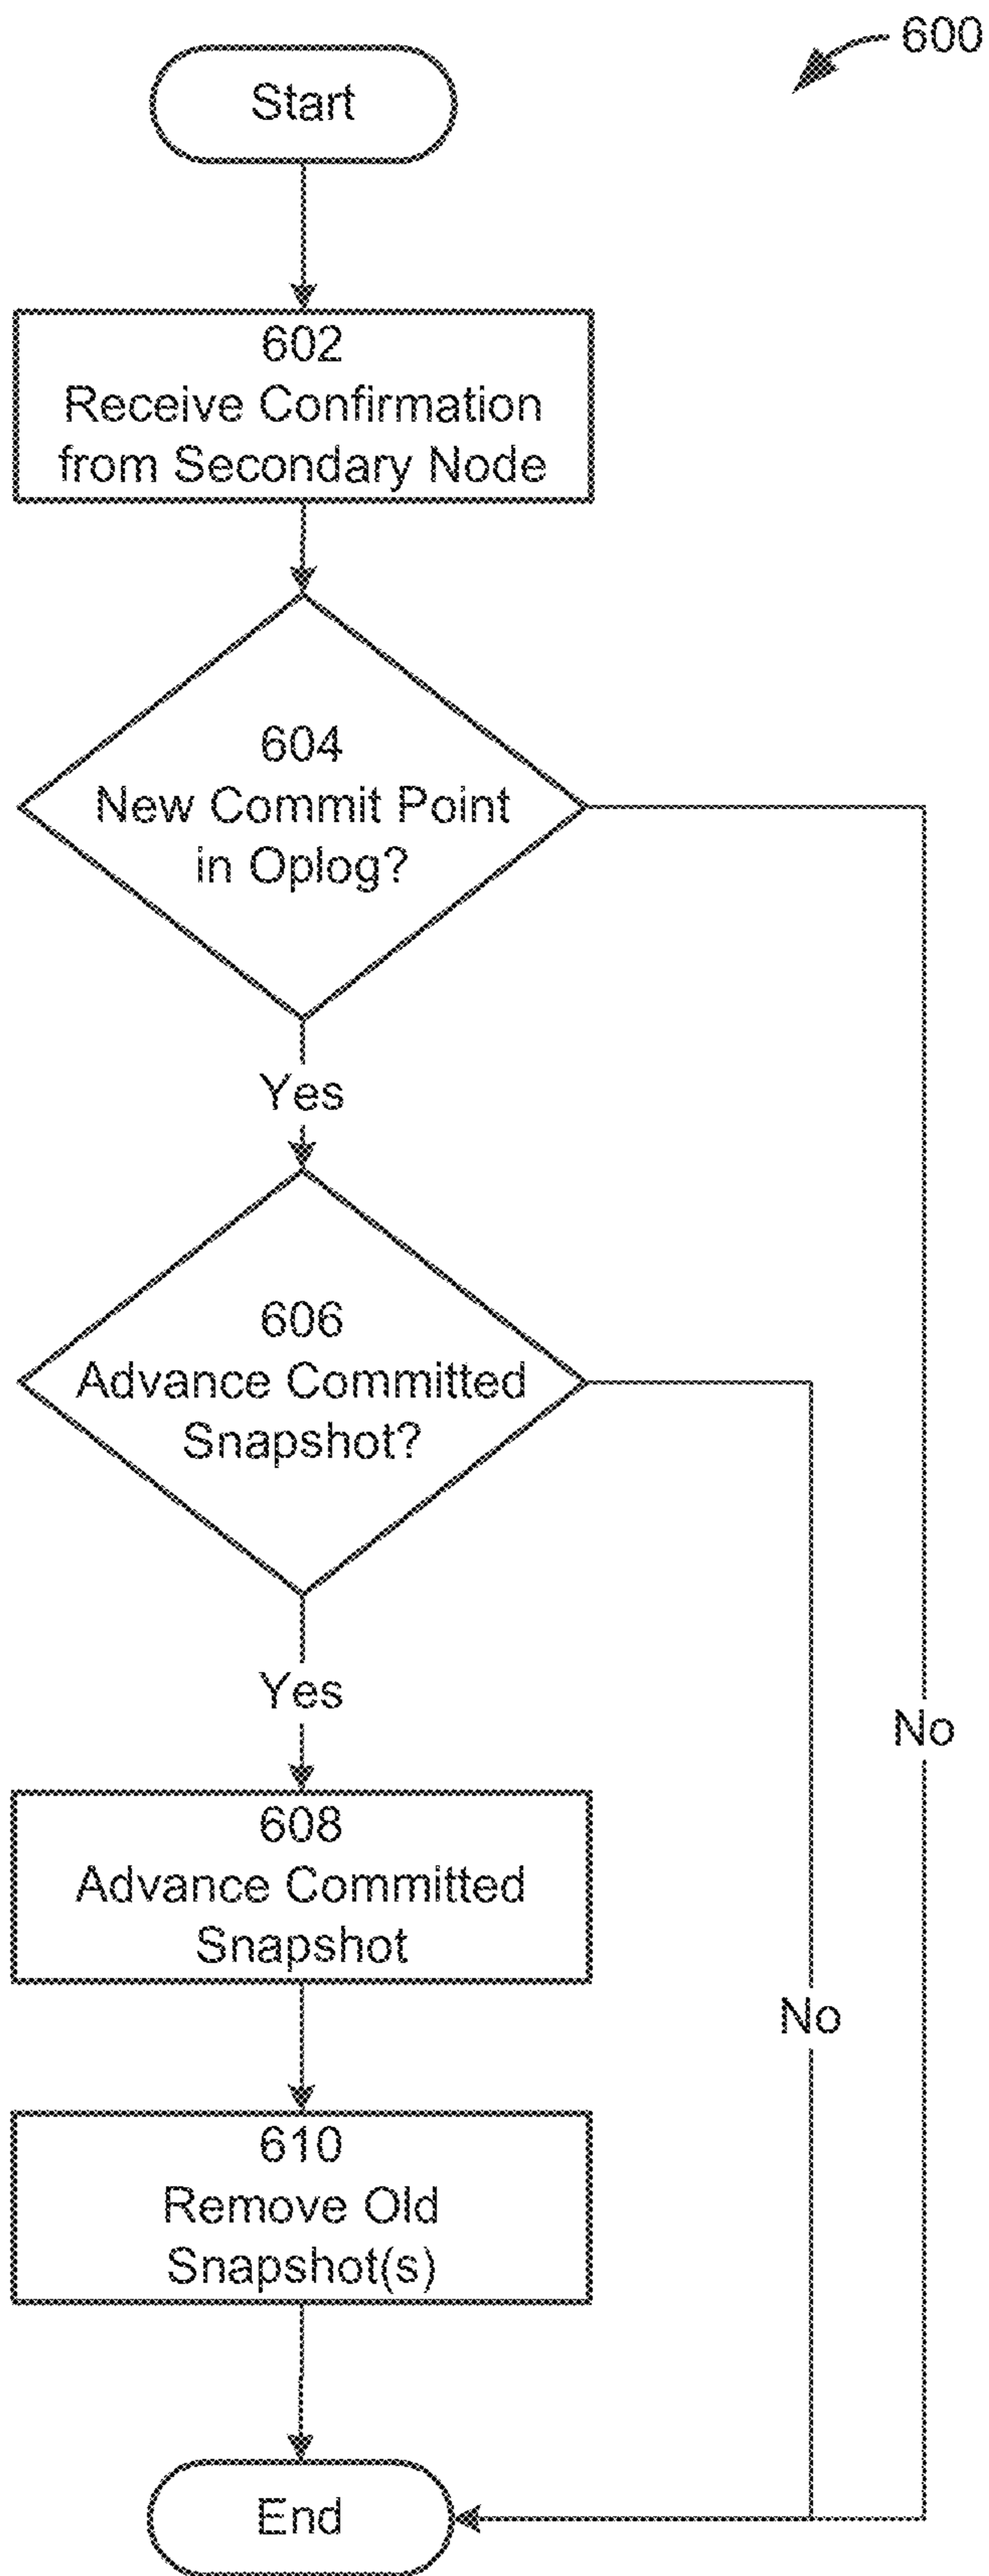 600
Start
602
Receive Confirmation
from Secondary Node
604
New Commit Point
in Oplog?
Yes
606
Advance Committed
Snapshot?
Yes
No
608
Advance Committed
Snapshot
No
610
Remove Old
Snapshot(s)
End